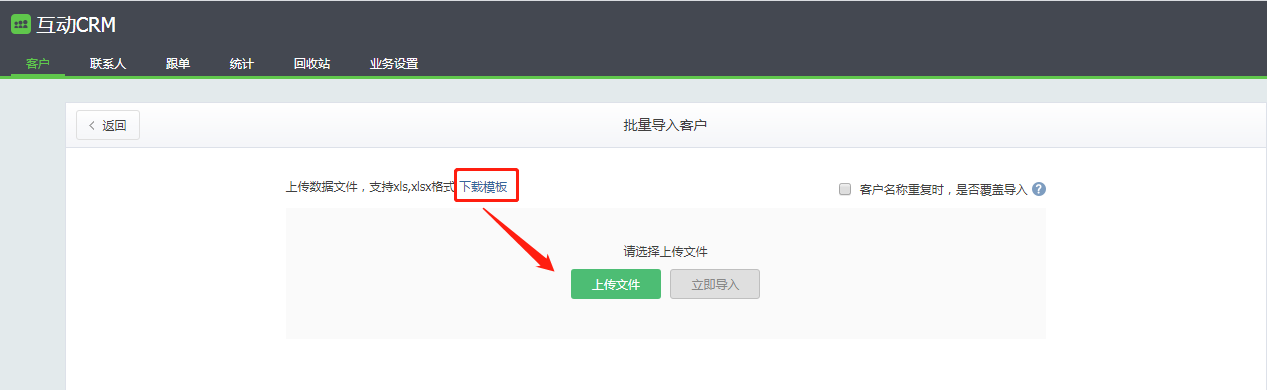 互动CRM
客户 联系人 跟单 统计 回收站 业务设置
返回 批量导入客户
上传数据文件，支持xls,xlsx格式 下载模板 客户名称重复时，是否覆盖导入 ?
请选择上传文件
上传文件 立即导入